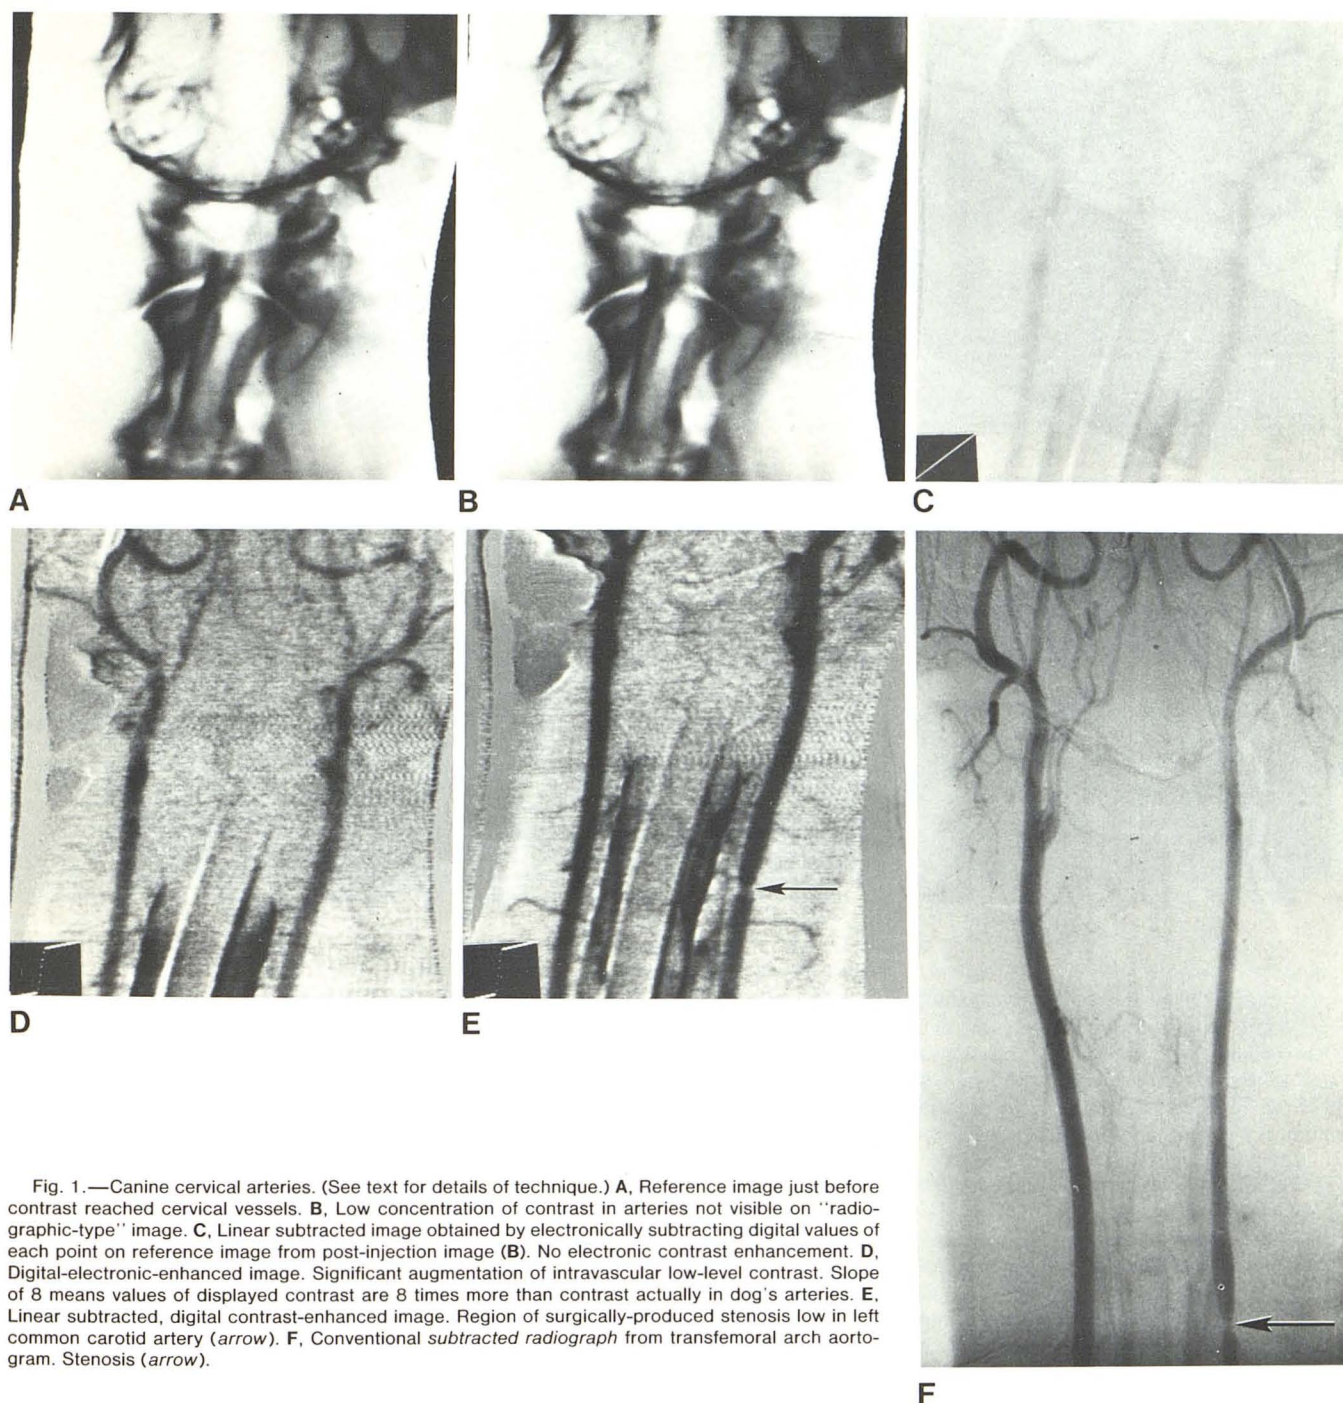 A
B
C
D
E
F
Fig. 1.—Canine cervical arteries. (See text for details of technique.) A, Reference image just before
contrast reached cervical vessels. B, Low concentration of contrast in arteries not visible on "radio-
graphic-type" image. C, Linear subtracted image obtained by electronically subtracting digital values of
each point on reference image from post-injection image (B). No electronic contrast enhancement. D,
Digital-electronic-enhanced image. Significant augmentation of intravascular low-level contrast. Slope
of 8 means values of displayed contrast are 8 times more than contrast actually in dog's arteries. E,
Linear subtracted, digital contrast-enhanced image. Region of surgically-produced stenosis low in left
common carotid artery (arrow). F, Conventional subtracted radiograph from transfemoral arch aorto-
gram. Stenosis (arrow).